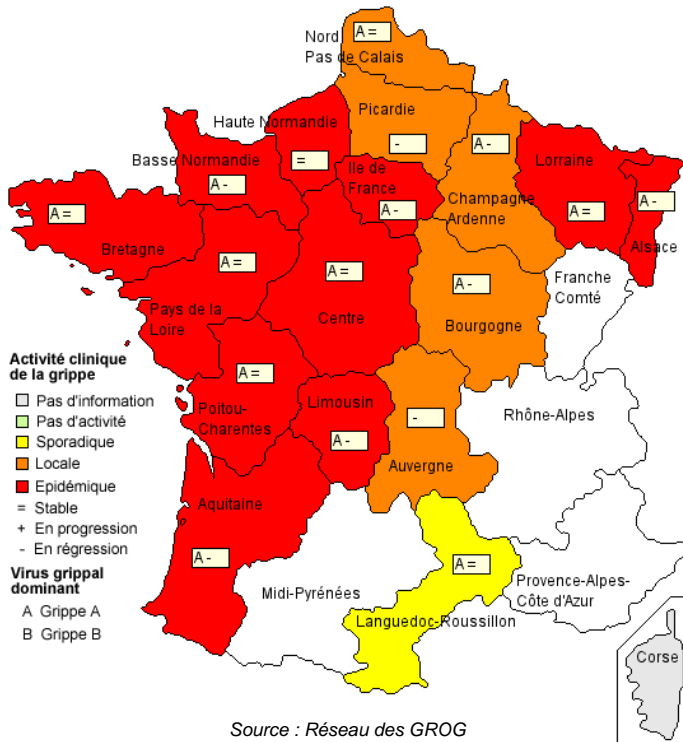 A =
Nord
Pas de Calais
Picardie
Haute Normandie
-
A -
Lorraine
Basse Normandie
=
Ile de
France
A -
A -
A =
Champagne
Ardenne
A =
A -
Bretagne
Alsace
A =
A =
Franche
Comté
A -
Pays de la
Loire
Centre
Bourgogne
Activité clinique
de la grippe
Pas d'information
Pas d'activité
Sporadique
Locale
Epidémique
= Stable
+ En progression
- En régression
Virus grippal
dominant
A Grippe A
B Grippe B
A =
Poitou-
Charentes
Limousin
A -
-
Auvergne
Rhône-Alpes
Aquitaine
A -
A =
Midi-Pyrénées
Provence-Alpes-
Côte d'Azur
Languedoc-Roussillon
Corse
Source : Réseau des GROG